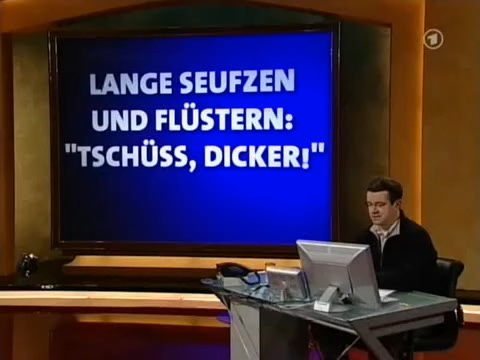 LANGE SEUFZEN
UND FLÜSTERN:
"TSCHÜSS, DICKER!"